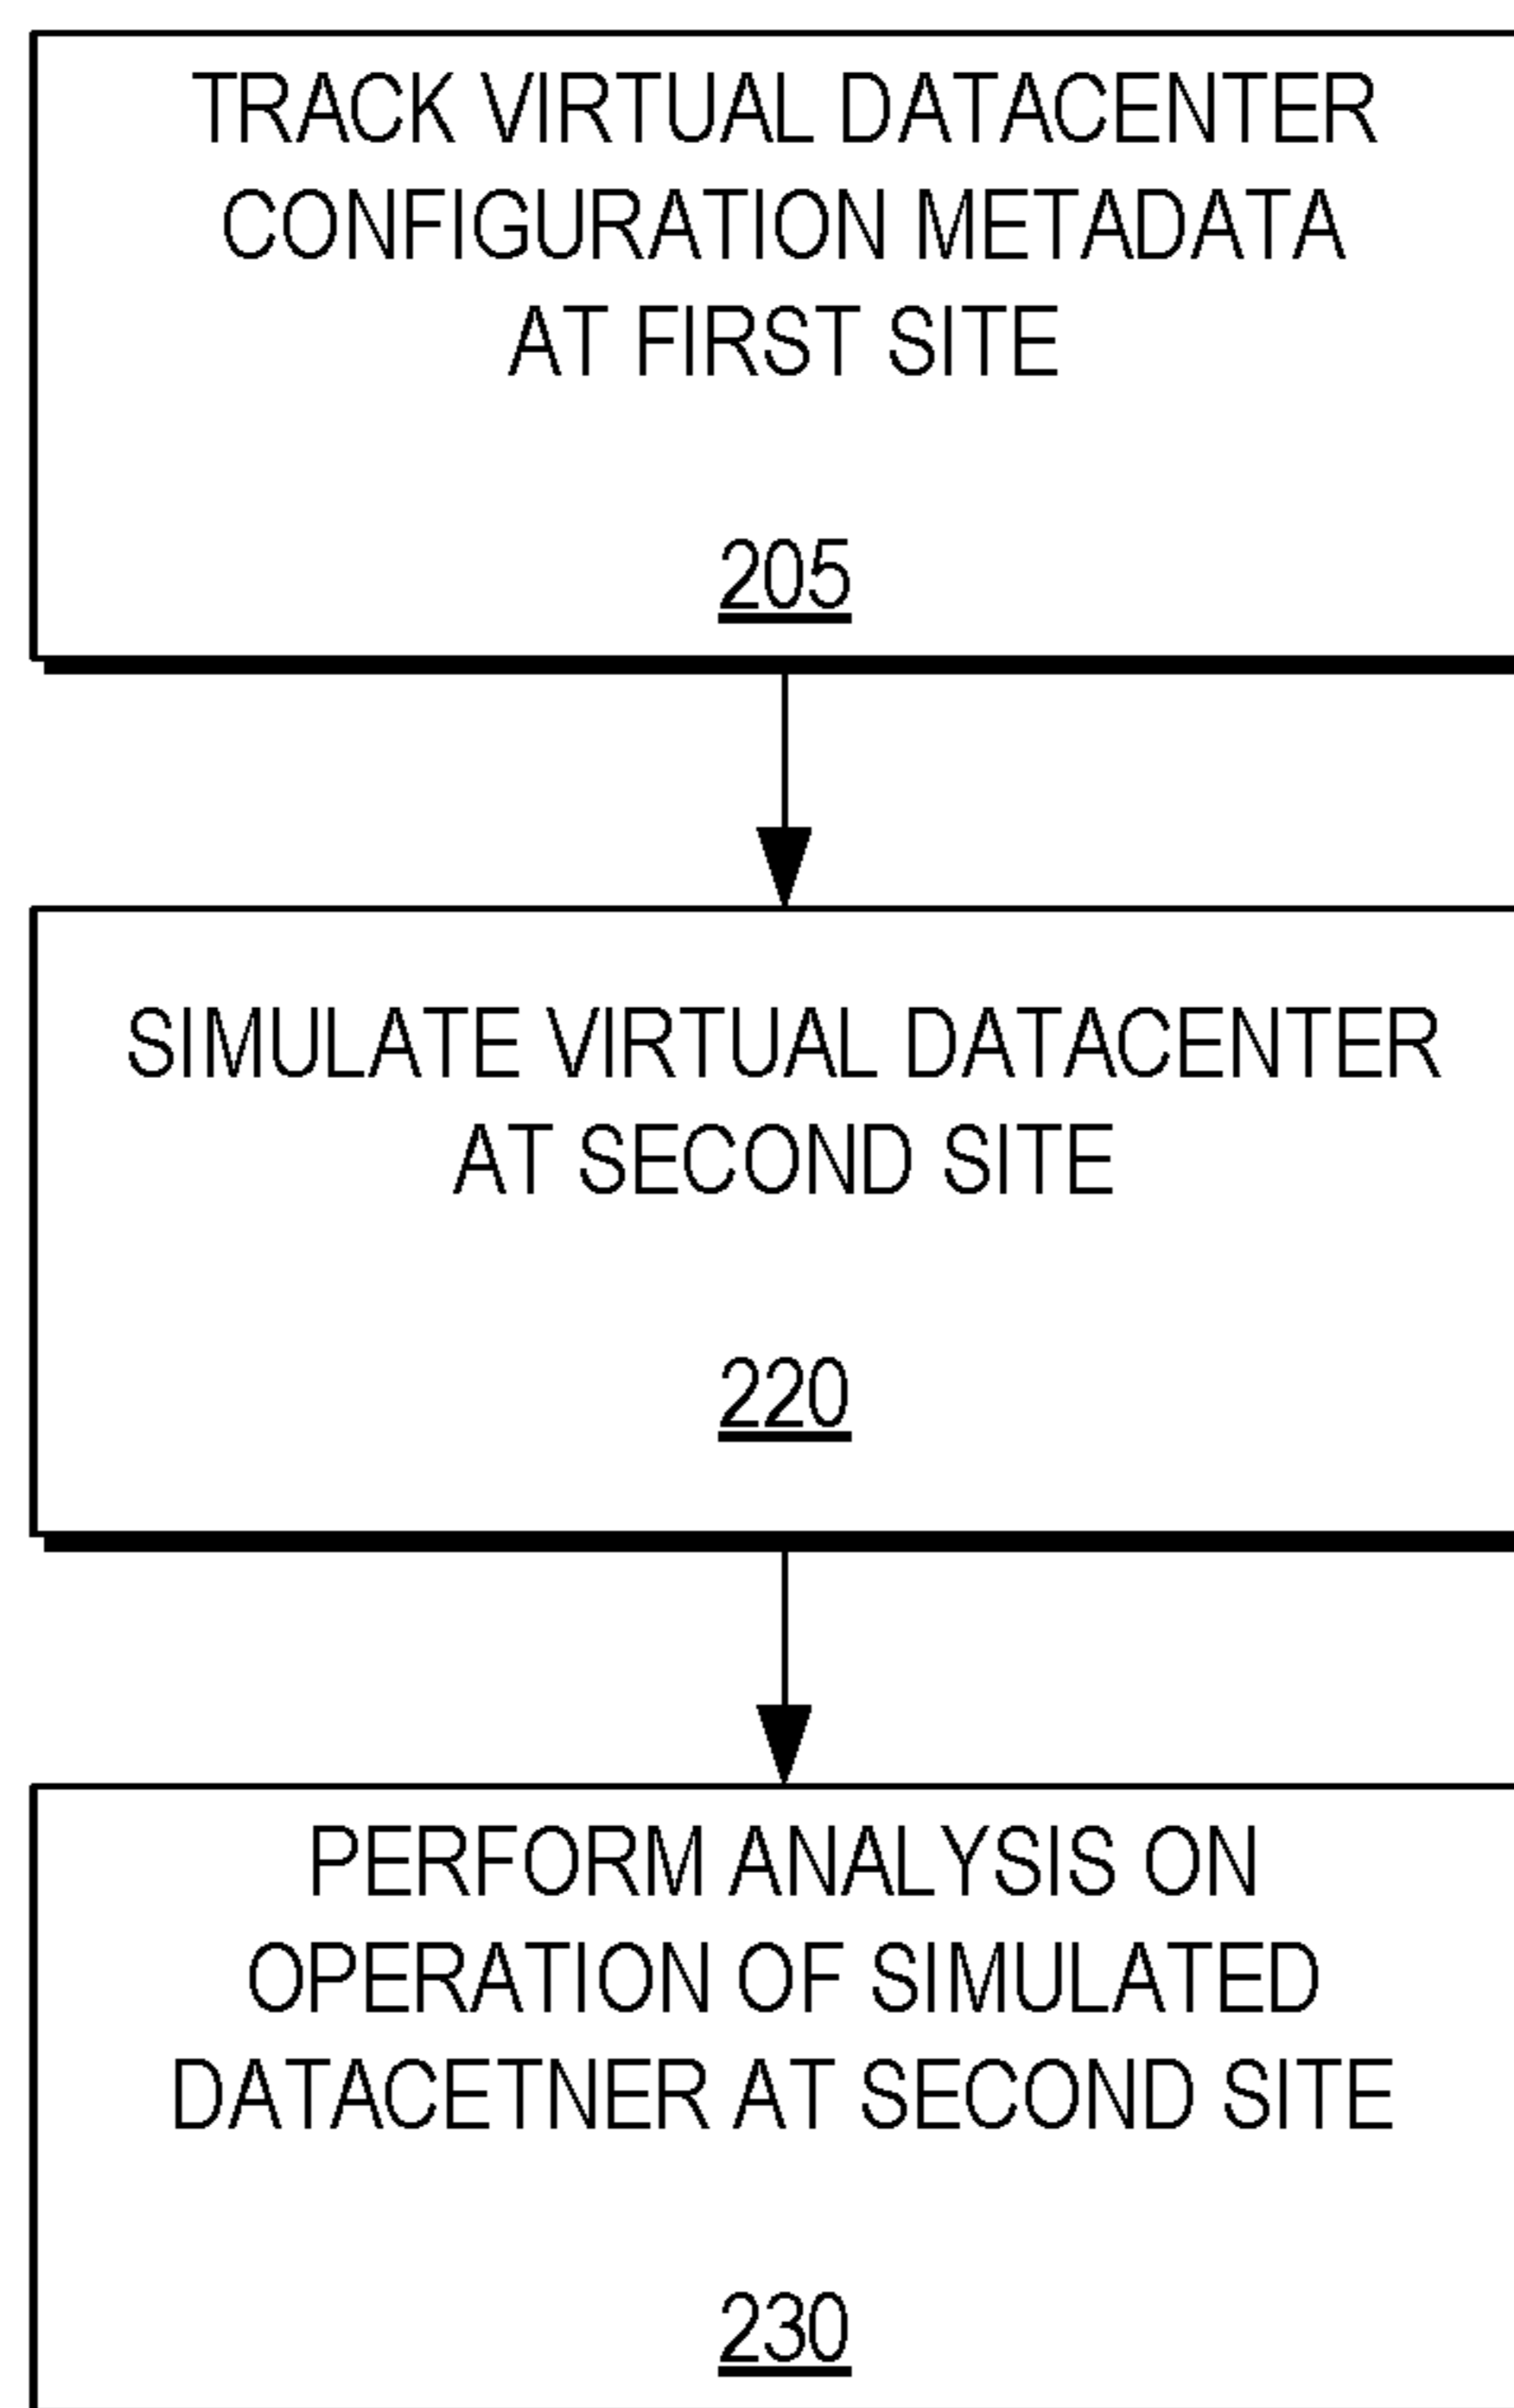 TRACK VIRTUAL DATACENTER
CONFIGURATION METADATA
AT FIRST SITE
205
SIMULATE VIRTUAL DATACENTER
AT SECOND SITE
220
PERFORM ANALYSIS ON
OPERATION OF SIMULATED
DATACETNER AT SECOND SITE
230